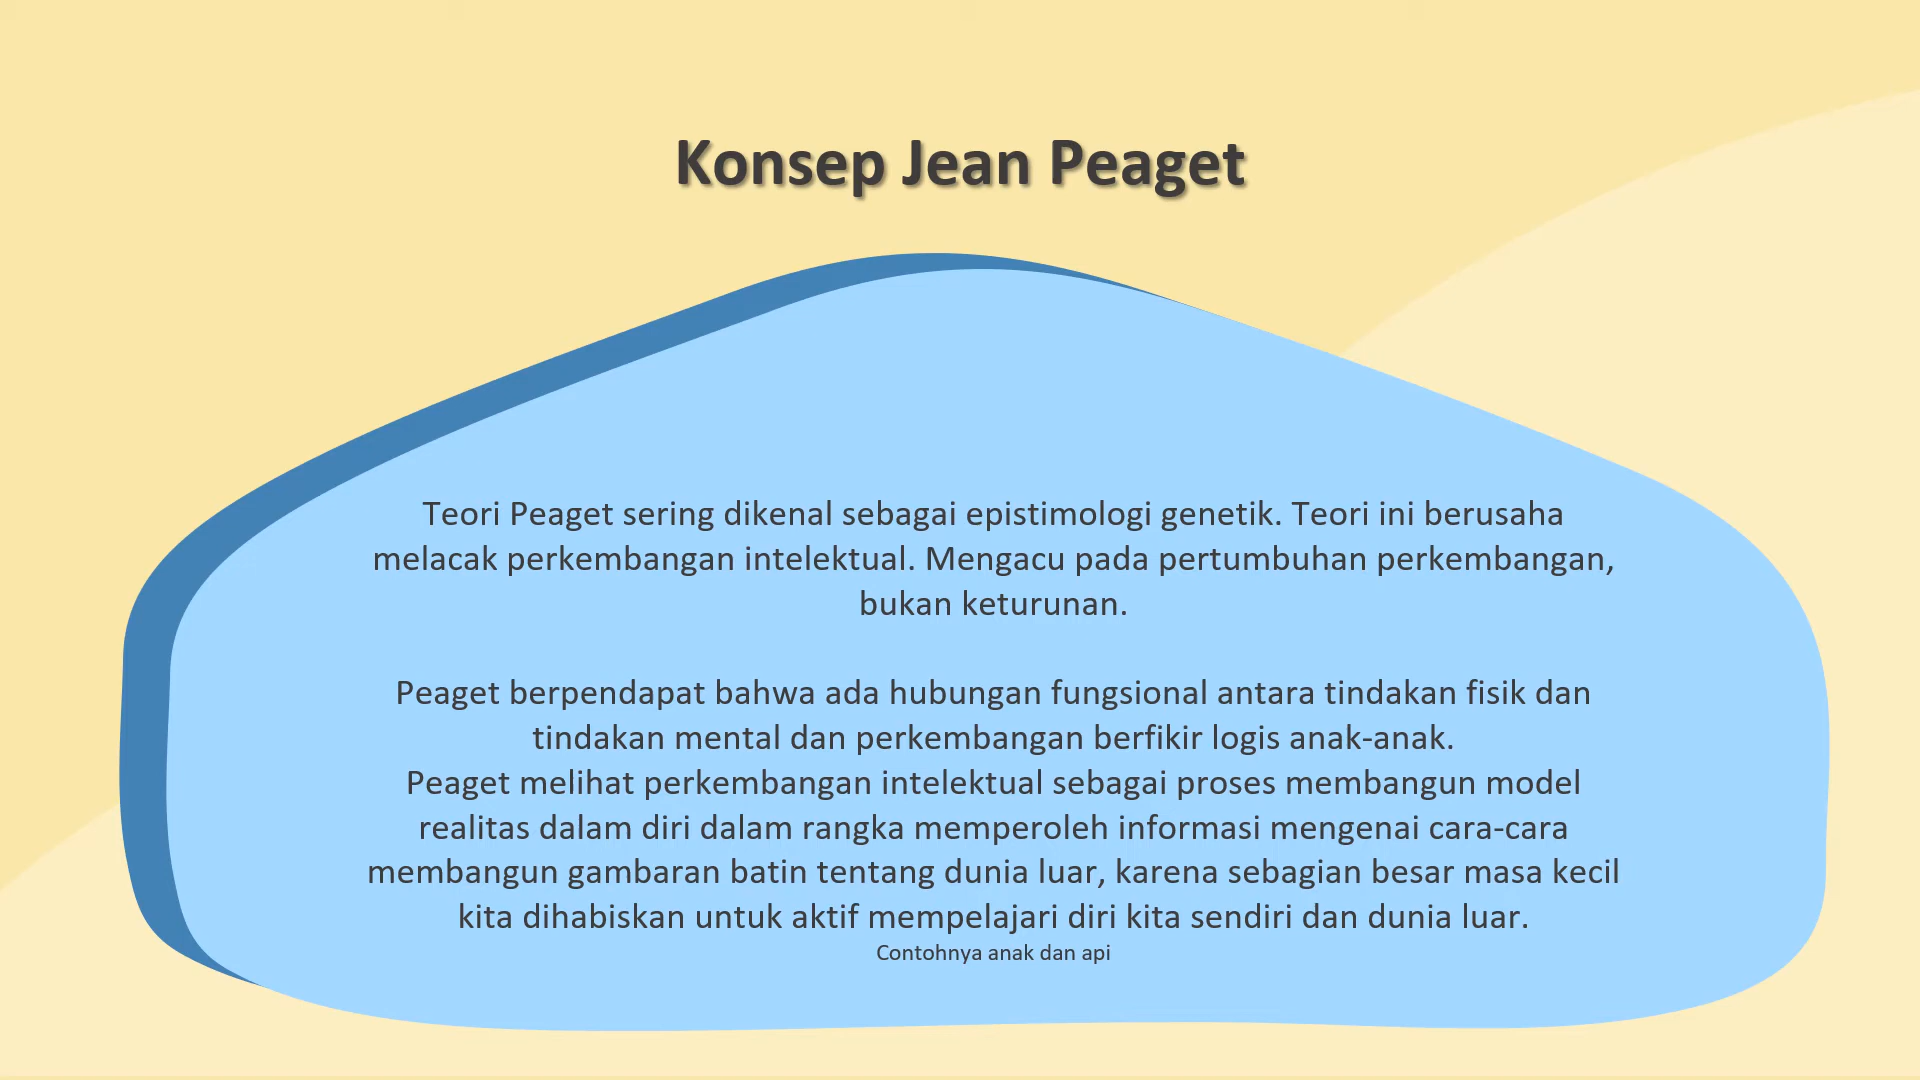 Konsep Jean Peaget
Teori Peaget sering dikenal sebagai epistimologi genetik. Teori ini berusaha
melacak perkembangan intelektual. Mengacu pada pertumbuhan perkembangan,
bukan keturunan.
Peaget berpendapat bahwa ada hubungan fungsional antara tindakan fisik dan
tindakan mental dan perkembangan berfikir logis anak-anak.
Peaget melihat perkembangan intelektual sebagai proses membangun model
realitas dalam diri dalam rangka memperoleh informasi mengenai cara-cara
membangun gambaran batin tentang dunia luar, karena sebagian besar masa kecil
kita dihabiskan untuk aktif mempelajari diri kita sendiri dan dunia luar.
Contohnya anak dan api